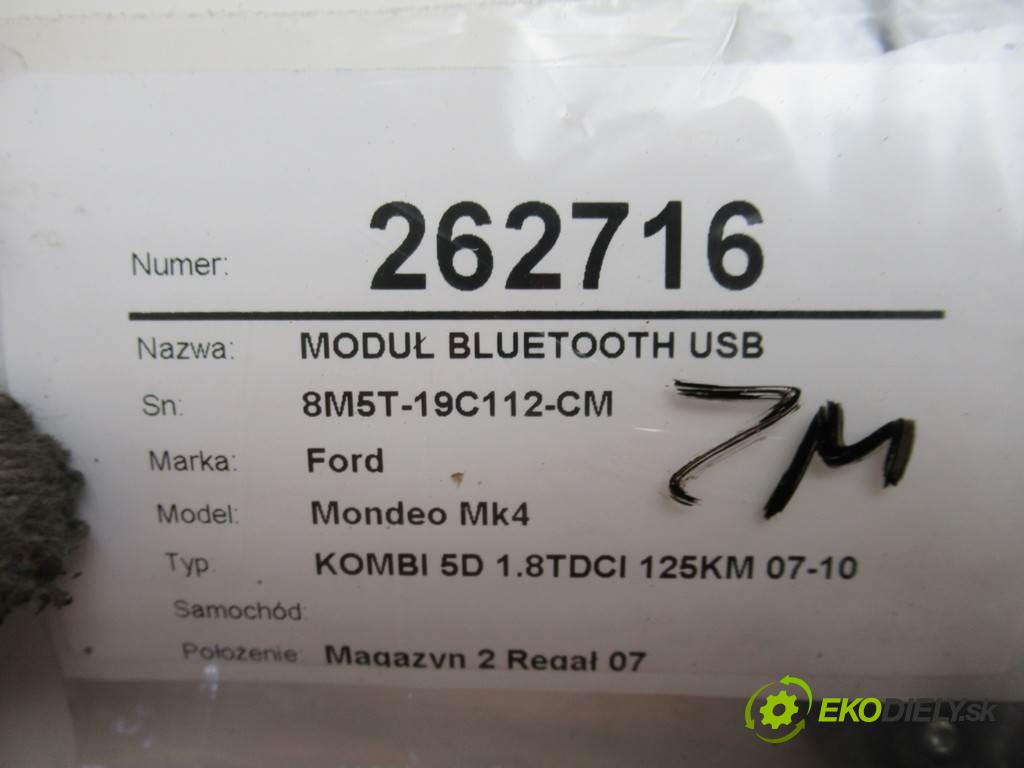 Numer: 262716
Nazwa: MODUŁ BLUETOOTH USB
Sn: 8M5T-19C112-CM
Marka: Ford
Model: Mondeo Mk4
Typ KOMBI 5D 1.8TDCI 125KM 07-10
Samochód:
Położenie: Magazyn 2 Regał 07
EKODIELY.sk